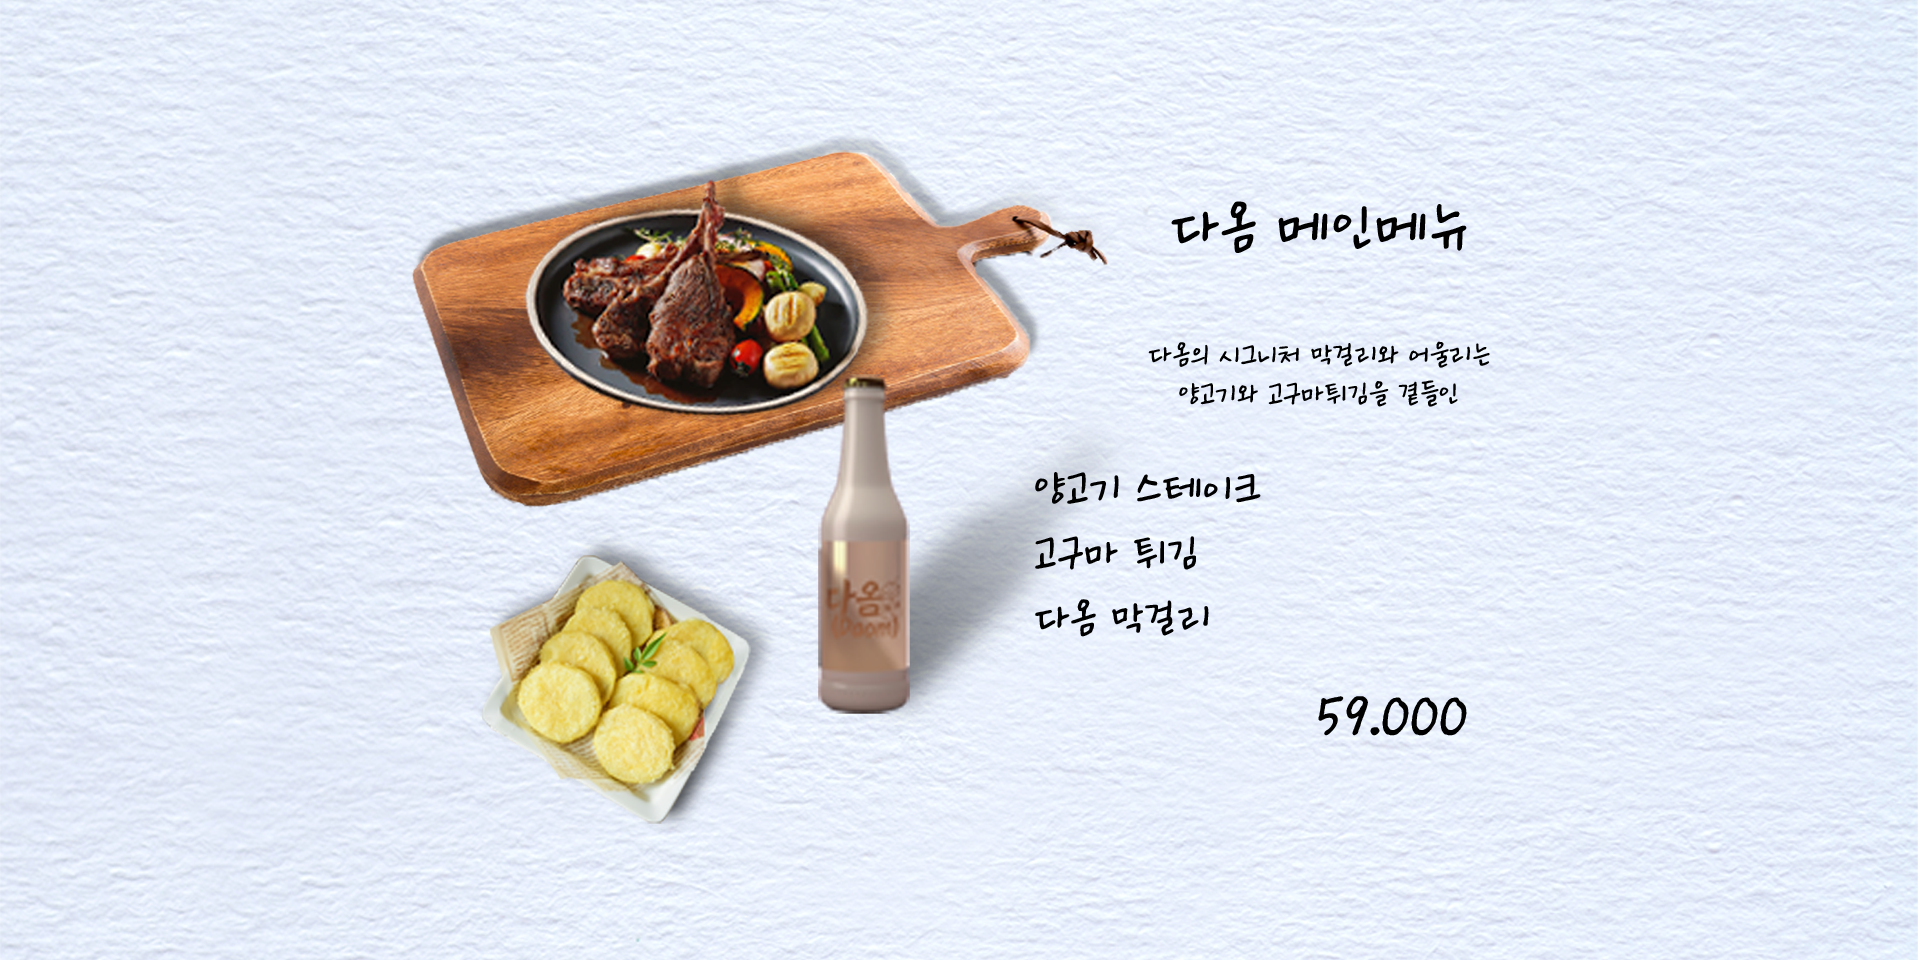 다옴 메인메뉴
다옴의 시그니처 막걸리와 어울리는
양고기와 고구마튀김을 곁들인
양고기 스테이크
고구마 튀김
다옴 막걸리
59.000
다옴
(Daom)